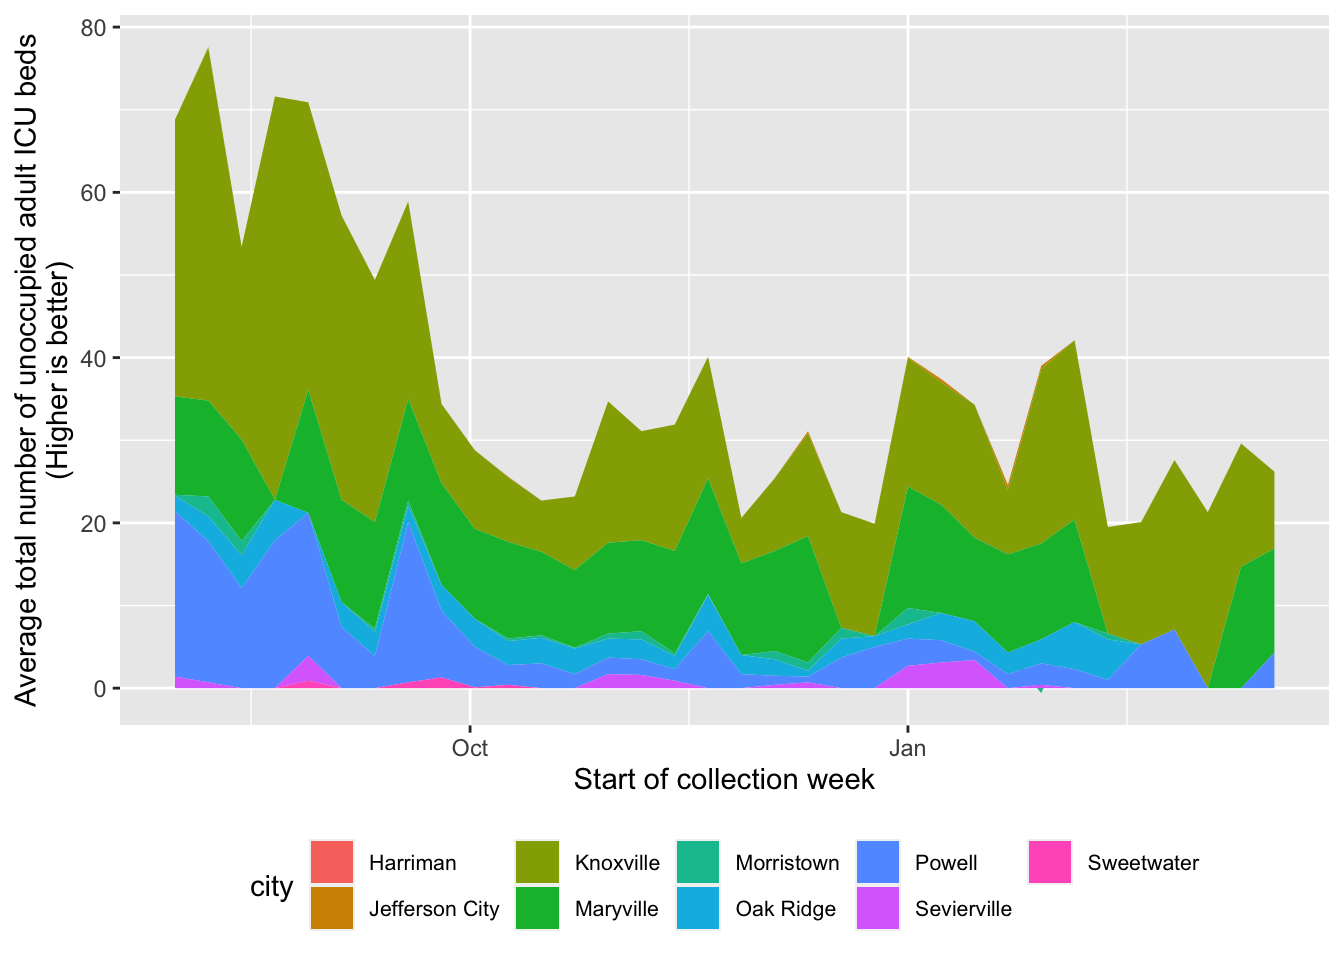 Average total number of unoccupied adult ICU beds
(Higher is better)
80
60
40
20
0
Oct
Jan
Start of collection week
city
Harriman
Knoxville
Morristown
Powell
Sweetwater
Jefferson City
Maryville
Oak Ridge
Sevierville